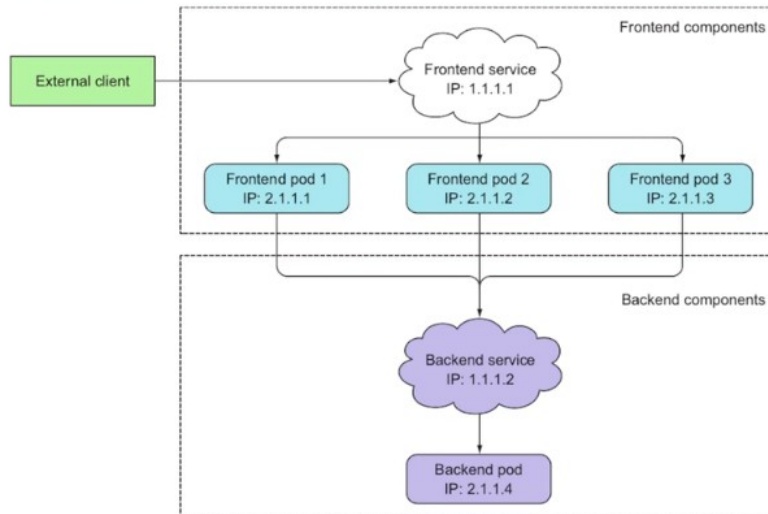 Frontend components
External client
Frontend service
IP: 1.1.1.1
Frontend pod 1
IP: 2.1.1.1
Frontend pod 2
IP: 2.1.1.2
Frontend pod 3
IP: 2.1.1.3
Backend components
Backend service
IP: 1.1.1.2
Backend pod
IP: 2.1.1.4